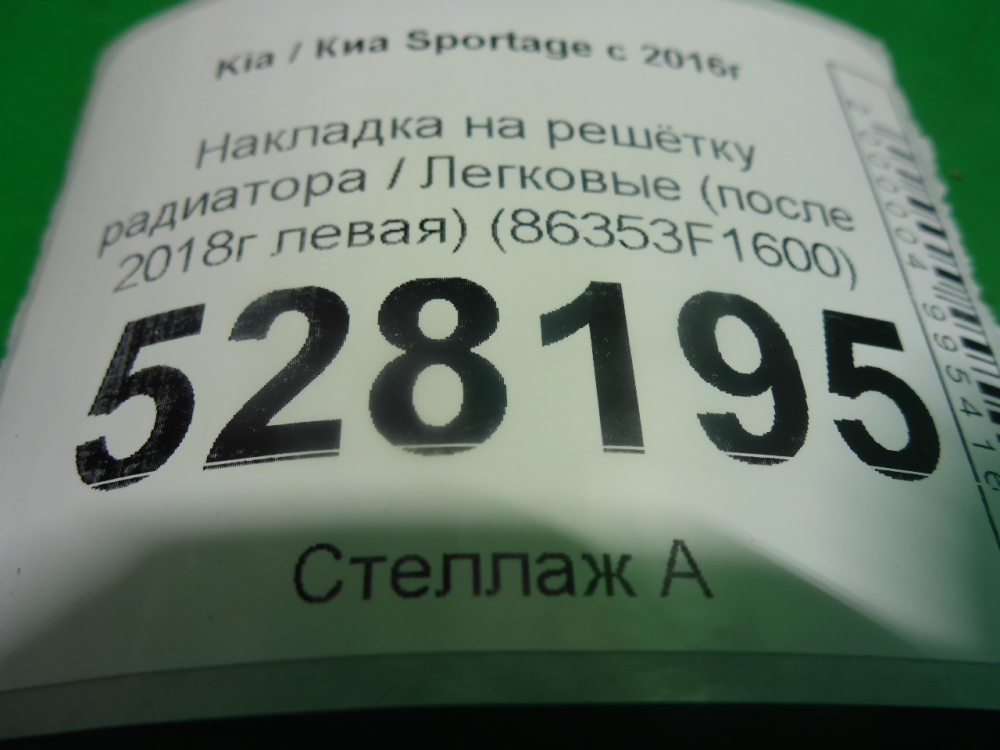 Kia / Киа Sportage с 2016г
Накладка на решётку
радиатора / Легковые (после
2018г левая) (86353F1600)
528195
Стеллаж А